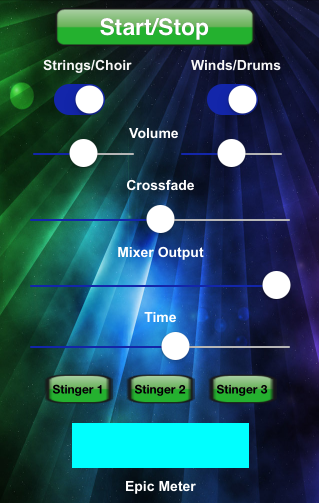 Start/Stop
Strings/Choir Winds/Drums
Volume
Crossfade
Mixer Output
Time
Stinger 1 Stinger 2 Stinger 3
Epic Meter